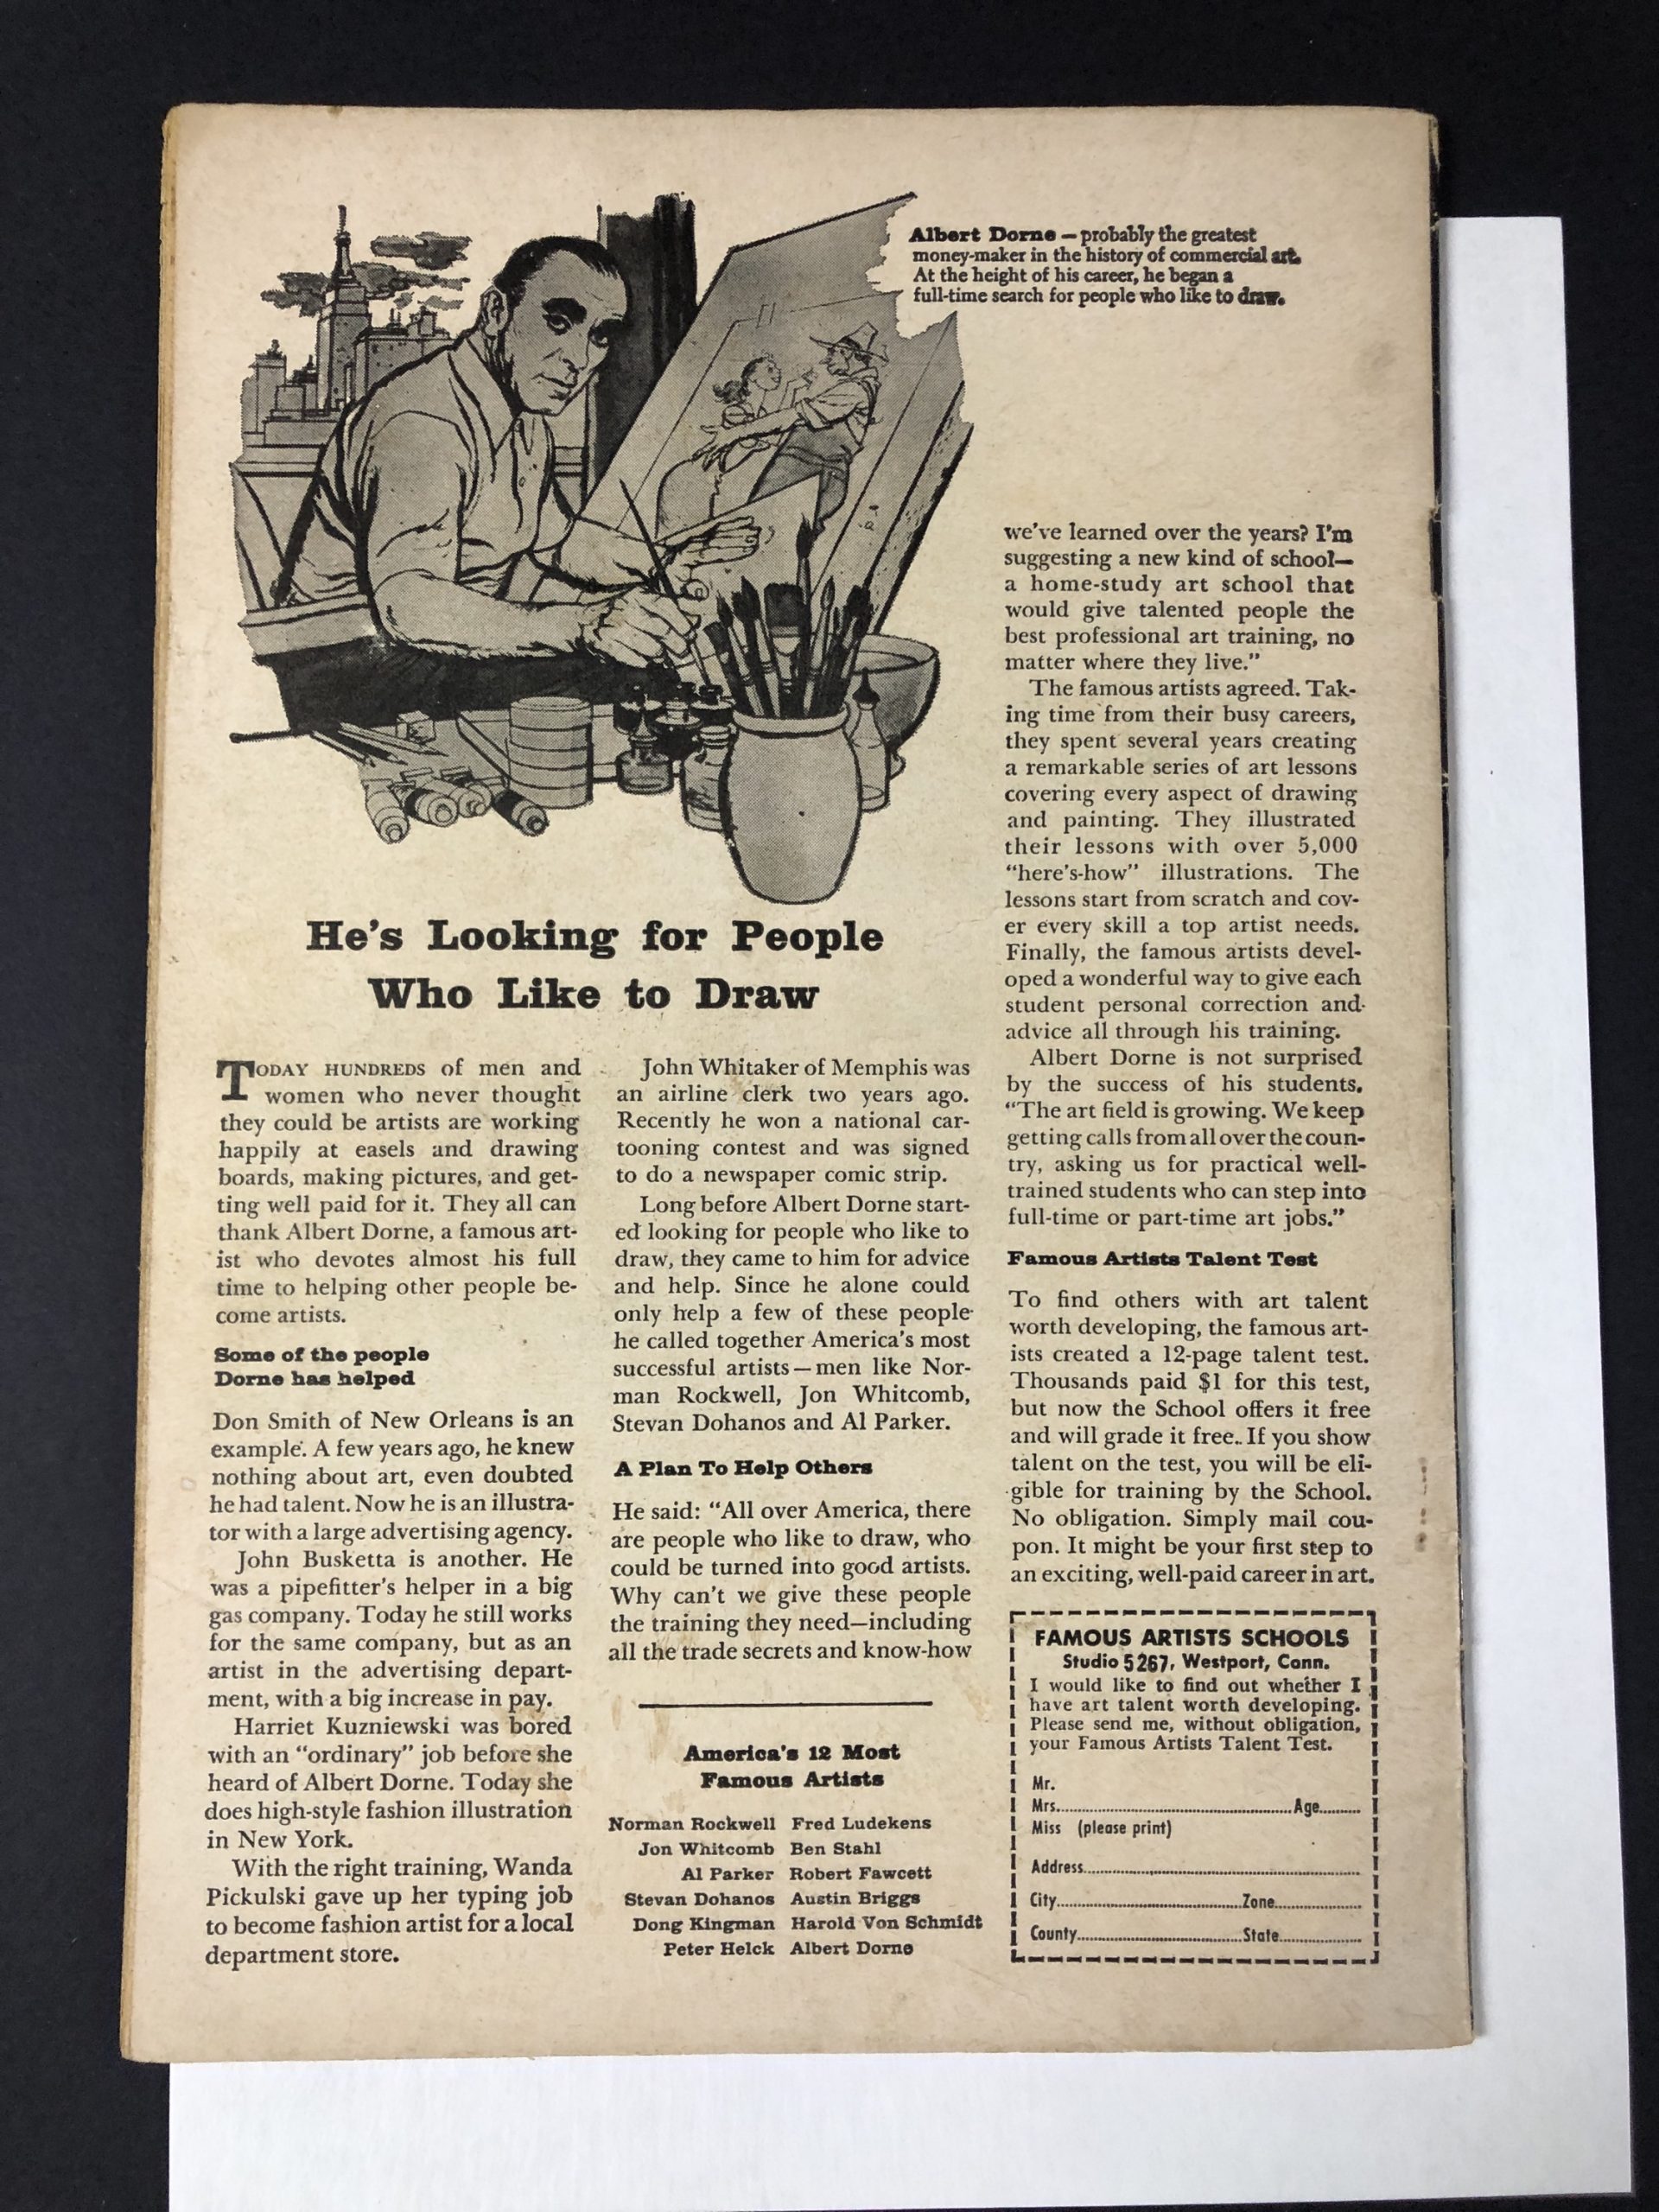 Albert Dorne — probably the greatest
money-maker in the history of commercial art.
At the height of his career, he began a
full-time search for people who like to draw.
He's Looking for People
Who Like to Draw
TODAY HUNDREDS of men and
women who never thought
they could be artists are working
happily at easels and drawing
boards, making pictures, and get-
ting well paid for it. They all can
thank Albert Dorne, a famous art-
ist who devotes almost his full
time to helping other people be-
come artists.
Some of the people
Dorne has helped
Don Smith of New Orleans is an
example. A few years ago, he knew
nothing about art, even doubted
he had talent. Now he is an illustra-
tor with a large advertising agency.
John Busketta is another. He
was a pipefitter's helper in a big
gas company. Today he still works
for the same company, but as an
artist in the advertising depart-
ment, with a big increase in pay.
Harriet Kuzniewski was bored
with an "ordinary" job before she
heard of Albert Dorne. Today she
does high-style fashion illustration
in New York.
With the right training, Wanda
Pickulski gave up her typing job
to become fashion artist for a local
department store.
John Whitaker of Memphis was
an airline clerk two years ago.
Recently he won a national car-
tooning contest and was signed
to do a newspaper comic strip.
Long before Albert Dorne start-
ed looking for people who like to
draw, they came to him for advice
and help. Since he alone could
only help a few of these people
he called together America's most
successful artists — men like Nor-
man Rockwell, Jon Whitcomb,
Stevan Dohanos and Al Parker.
A Plan To Help Others
He said: "All over America, there
are people who like to draw, who
could be turned into good artists.
Why can't we give these people
the training they need—including
all the trade secrets and know-how
America's 12 Most
Famous Artists
Norman Rockwell Fred Ludekens
Jon Whitcomb Ben Stahl
Al Parker Robert Fawcett
Stevan Dohanos Austin Briggs
Dong Kingman Harold Von Schmidt
Peter Helck Albert Dorne
we've learned over the years? I'm
suggesting a new kind of school—
a home-study art school that
would give talented people the
best professional art training, no
matter where they live."
The famous artists agreed. Tak-
ing time from their busy careers,
they spent several years creating
a remarkable series of art lessons
covering every aspect of drawing
and painting. They illustrated
their lessons with over 5,000
"here's-how" illustrations. The
lessons start from scratch and cov-
er every skill a top artist needs.
Finally, the famous artists devel-
oped a wonderful way to give each
student personal correction and
advice all through his training.
Albert Dorne is not surprised
by the success of his students.
"The art field is growing. We keep
getting calls from all over the coun-
try, asking us for practical well-
trained students who can step into
full-time or part-time art jobs."
Famous Artists Talent Test
To find others with art talent
worth developing, the famous art-
ists created a 12-page talent test.
Thousands paid $1 for this test,
but now the School offers it free
and will grade it free. If you show
talent on the test, you will be eli-
gible for training by the School.
No obligation. Simply mail cou-
pon. It might be your first step to
an exciting, well-paid career in art.
FAMOUS ARTISTS SCHOOLS
Studio 5267, Westport, Conn.
I would like to find out whether I
have art talent worth developing.
Please send me, without obligation,
your Famous Artists Talent Test.
Mr.
Mrs. Age
Miss (please print)
Address
City Zone
County State